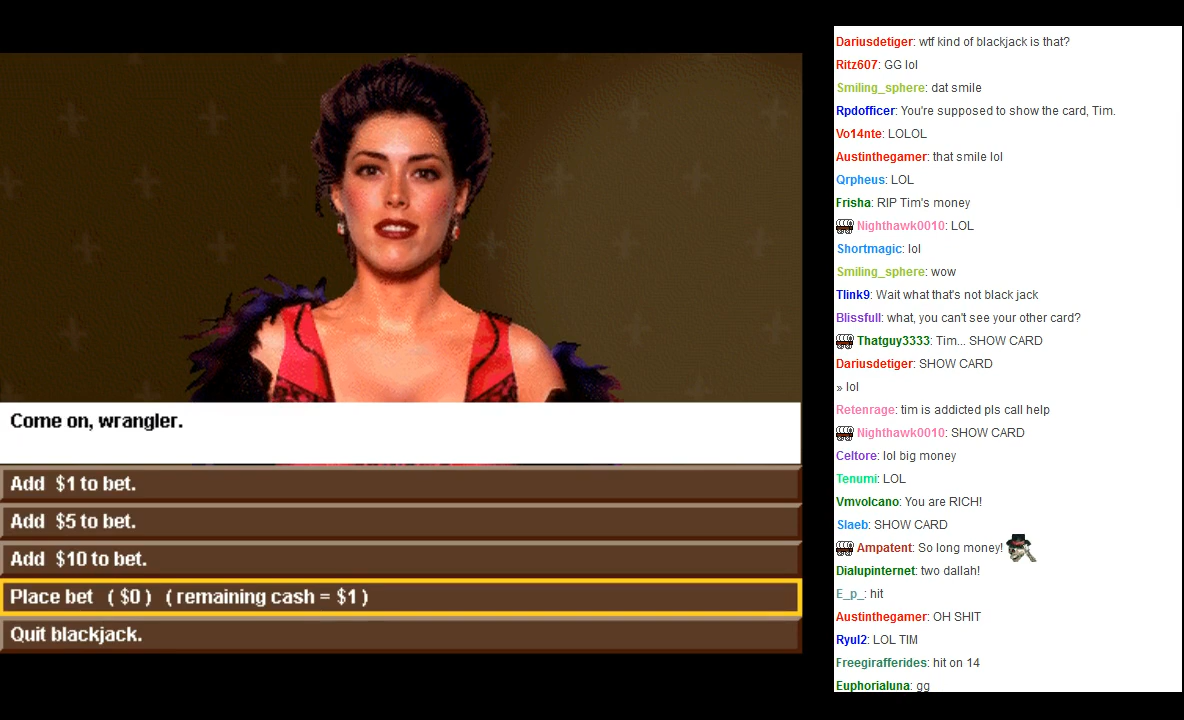 Come on, wrangler.
Add $1 to bet.
Add $5 to bet.
Add $10 to bet.
Place bet ( $0 ) ( remaining cash = $1 )
Quit blackjack.
Dariusdetiger: wtf kind of blackjack is that?
Ritz607: GG lol
Smiling_sphere: dat smile
Rpdofficer: You're supposed to show the card, Tim.
Vo14nte: LOLOL
Austinthegamer: that smile lol
Qrpheus: LOL
Frisha: RIP Tim's money
Nighthawk0010: LOL
Shortmagic: lol
Smiling_sphere: wow
Tlink9: Wait what that's not black jack
Blissfull: what, you can't see your other card?
Thatguy3333: Tim... SHOW CARD
Dariusdetiger: SHOW CARD
» lol
Retenrage: tim is addicted pls call help
Nighthawk0010: SHOW CARD
Celtore: lol big money
Tenumi: LOL
Vmvolcano: You are RICH!
Slaeb: SHOW CARD
Ampatent: So long money!
Dialupinternet: two dallah!
E_p_: hit
Austinthegamer: OH SHIT
Ryul2: LOL TIM
Freegirafferides: hit on 14
Euphorialuna: gg